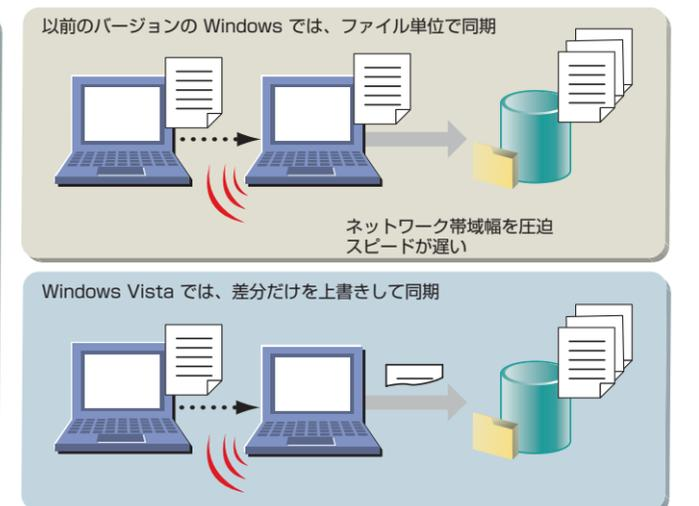 以前のバージョンの Windows では、ファイル単位で同期
ネットワーク帯域幅を圧迫
スピードが遅い
Windows Vista では、差分だけを上書きして同期